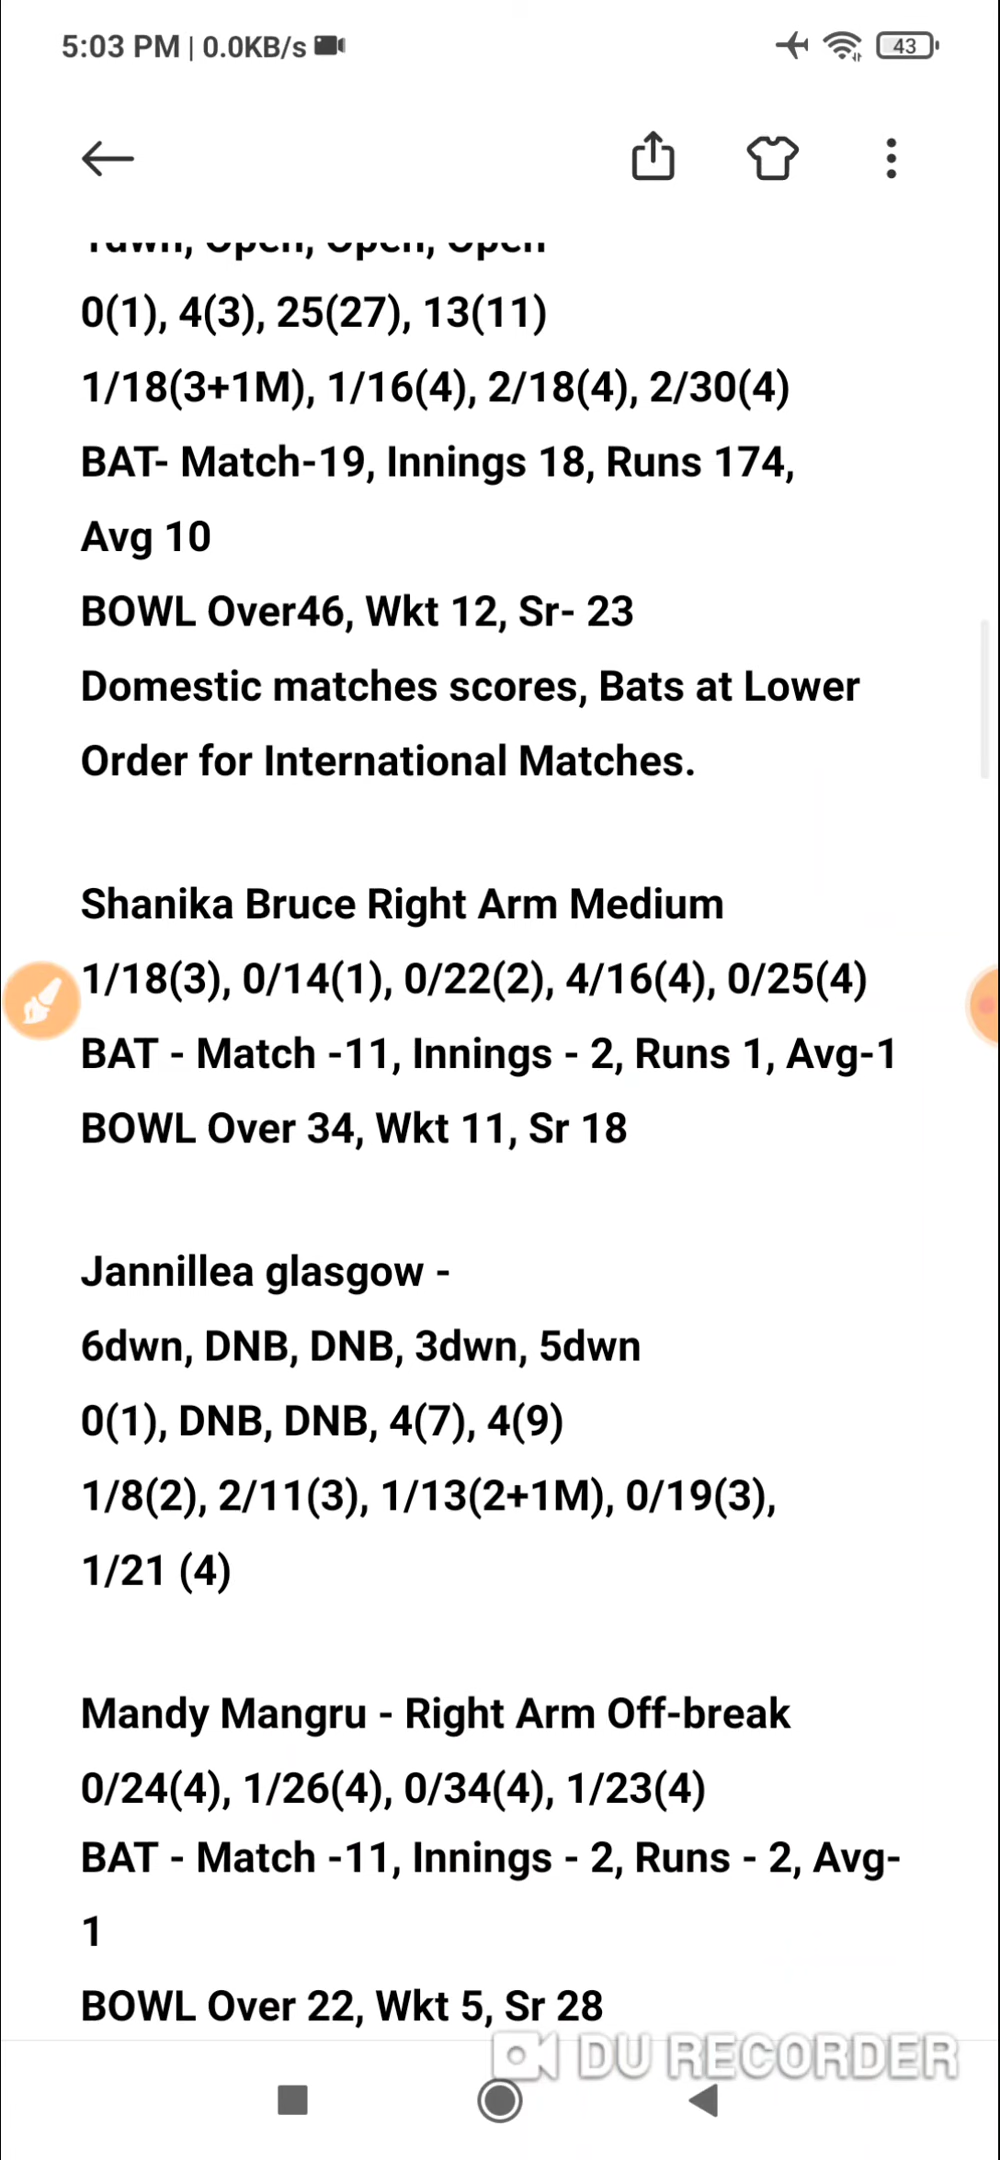 5:03 PM | 0.0KB/s
43
Open, Open, Open
0(1), 4(3), 25(27), 13(11)
1/18(3+1M), 1/16(4), 2/18(4), 2/30(4)
BAT- Match-19, Innings 18, Runs 174,
Avg 10
BOWL Over46, Wkt 12, Sr- 23
Domestic matches scores, Bats at Lower
Order for International Matches.
Shanika Bruce Right Arm Medium
1/18(3), 0/14(1), 0/22(2), 4/16(4), 0/25(4)
BAT - Match -11, Innings - 2, Runs 1, Avg-1
BOWL Over 34, Wkt 11, Sr 18
Jannillea glasgow -
6dwn, DNB, DNB, 3dwn, 5dwn
0(1), DNB, DNB, 4(7), 4(9)
1/8(2), 2/11(3), 1/13(2+1M), 0/19(3),
1/21 (4)
Mandy Mangru - Right Arm Off-break
0/24(4), 1/26(4), 0/34(4), 1/23(4)
BAT - Match -11, Innings - 2, Runs - 2, Avg-
1
BOWL Over 22, Wkt 5, Sr 28
DU RECORDER